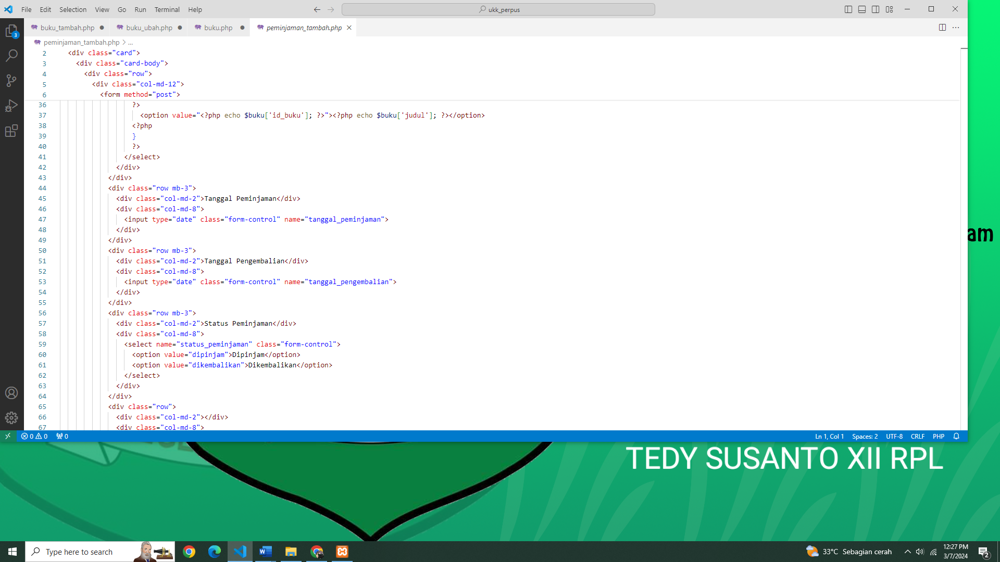 File Edit Selection View Go Run Terminal Help
ukk_perpus
buku_tambah.php buku_ubah.php buku.php peminjaman_tambah.php
peminjaman_tambah.php > ...
3
2 <div class="card">
3 <div class="card-body">
4 <div class="row">
5 <div class="col-md-12">
6 <form method="post">
36 ?>
37 <option value="<?php echo $buku['id_buku']; ?>"><?php echo $buku['judul']; ?></option>
38 <?php
39 }
40 ?>
41 </select>
42 </div>
43 </div>
44 <div class="row mb-3">
45 <div class="col-md-2">Tanggal Peminjaman</div>
46 <div class="col-md-8">
47 <input type="date" class="form-control" name="tanggal_peminjaman">
48 </div>
49 </div>
50 <div class="row mb-3">
51 <div class="col-md-2">Tanggal Pengembalian</div>
52 <div class="col-md-8">
53 <input type="date" class="form-control" name="tanggal_pengembalian">
54 </div>
55 </div>
56 <div class="row mb-3">
57 <div class="col-md-2">Status Peminjaman</div>
58 <div class="col-md-8">
59 <select name="status_peminjaman" class="form-control">
60 <option value="dipinjam">Dipinjam</option>
61 <option value="dikembalikan">Dikembalikan</option>
62 </select>
63 </div>
64 </div>
65 <div class="row">
66 <div class="col-md-2"></div>
67 <div class="col-md-8">
am
0 0 0 Ln 1, Col 1 Spaces: 2 UTF-8 CRLF PHP
TEDY SUSANTO XII RPL
Type here to search
33°C Sebagian cerah
12:27 PM
3/7/2024
2